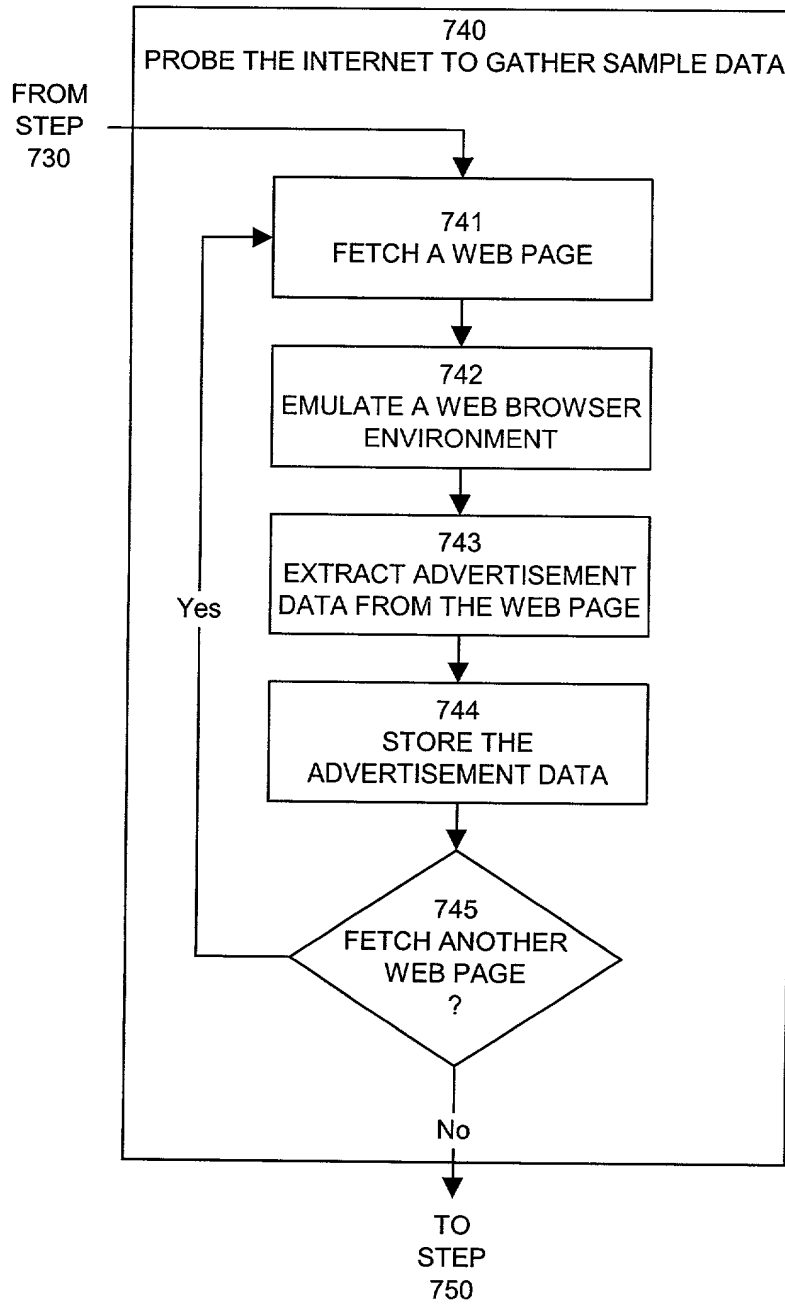 740
PROBE THE INTERNET TO GATHER SAMPLE DATA
FROM
STEP
730
741
FETCH A WEB PAGE
742
EMULATE A WEB BROWSER
ENVIRONMENT
743
EXTRACT ADVERTISEMENT
DATA FROM THE WEB PAGE
Yes
744
STORE THE
ADVERTISEMENT DATA
745
FETCH ANOTHER
WEB PAGE
?
No
TO
STEP
750